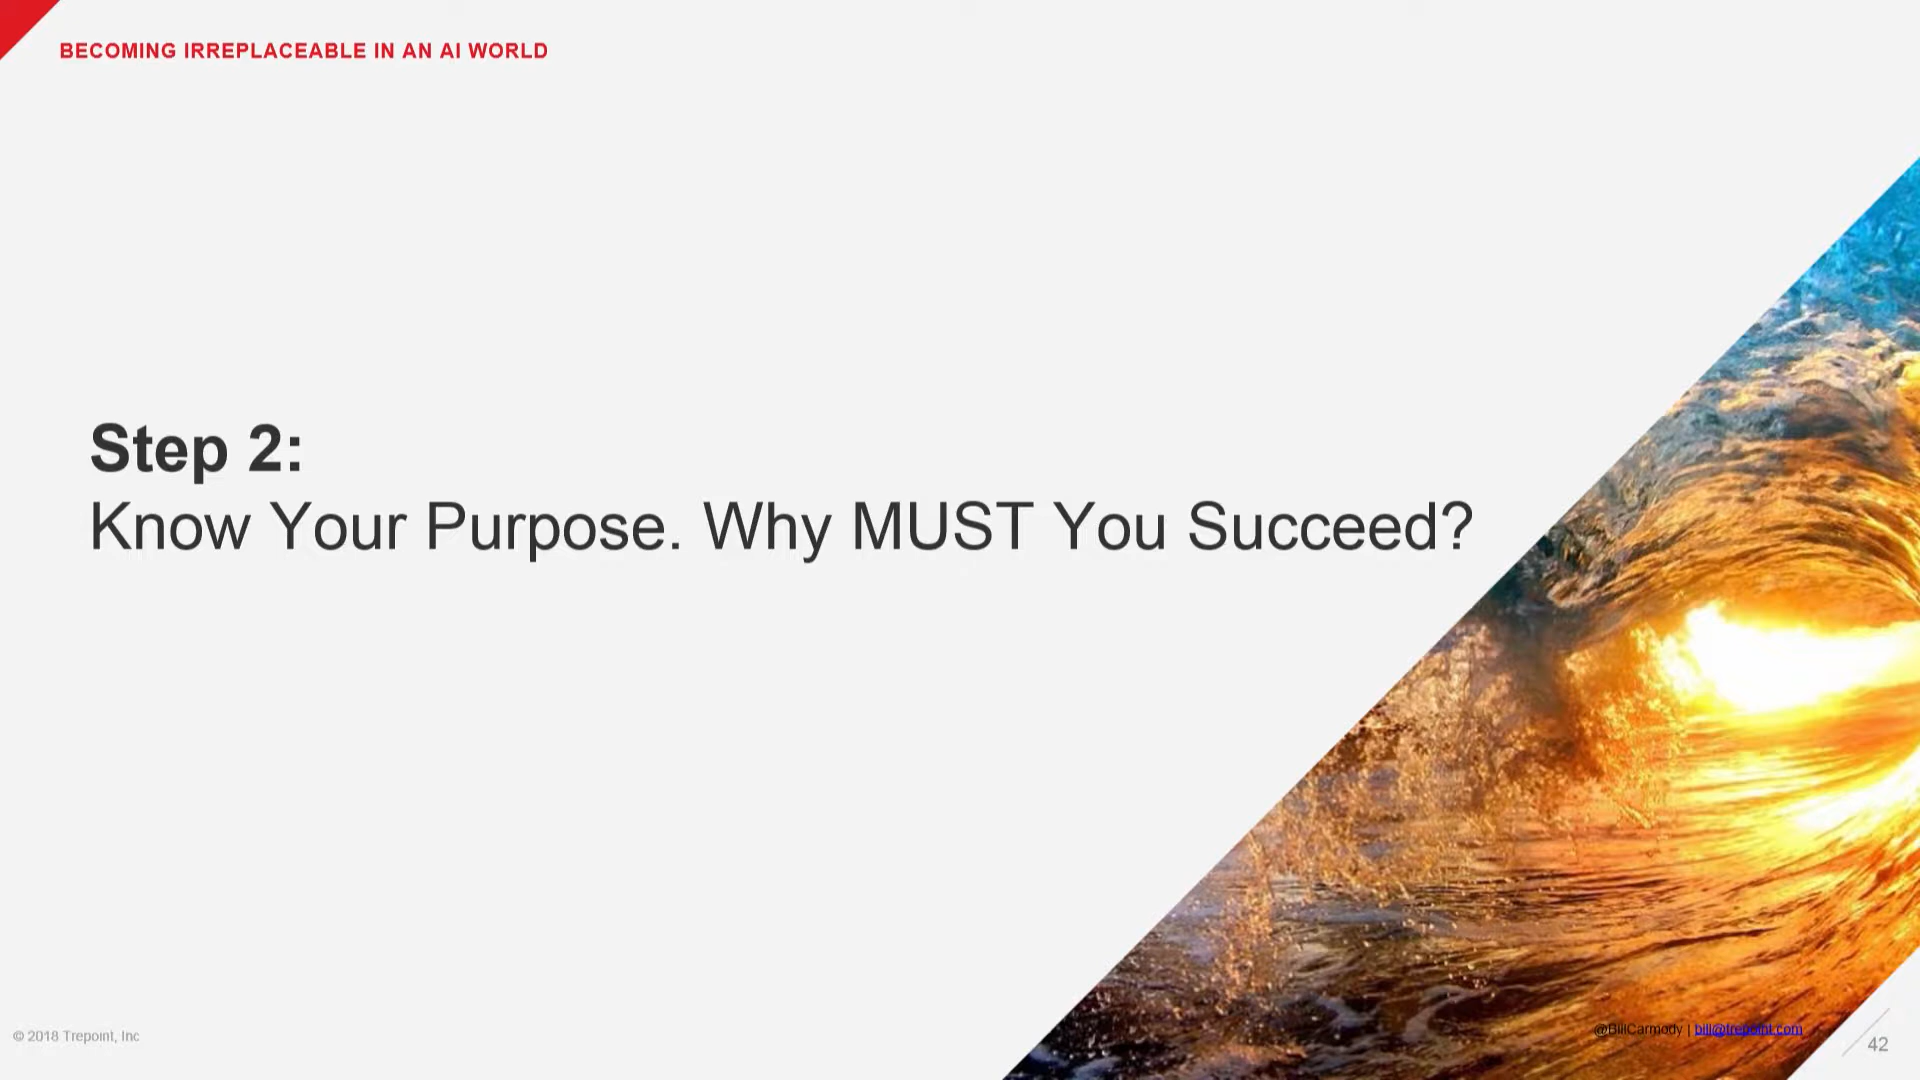 BECOMING IRREPLACEABLE IN AN AI WORLD
Step 2:
Know Your Purpose. Why MUST You Succeed?
© 2018 Trepoint, Inc
@BillCarmody | bill@trepoint.com
42